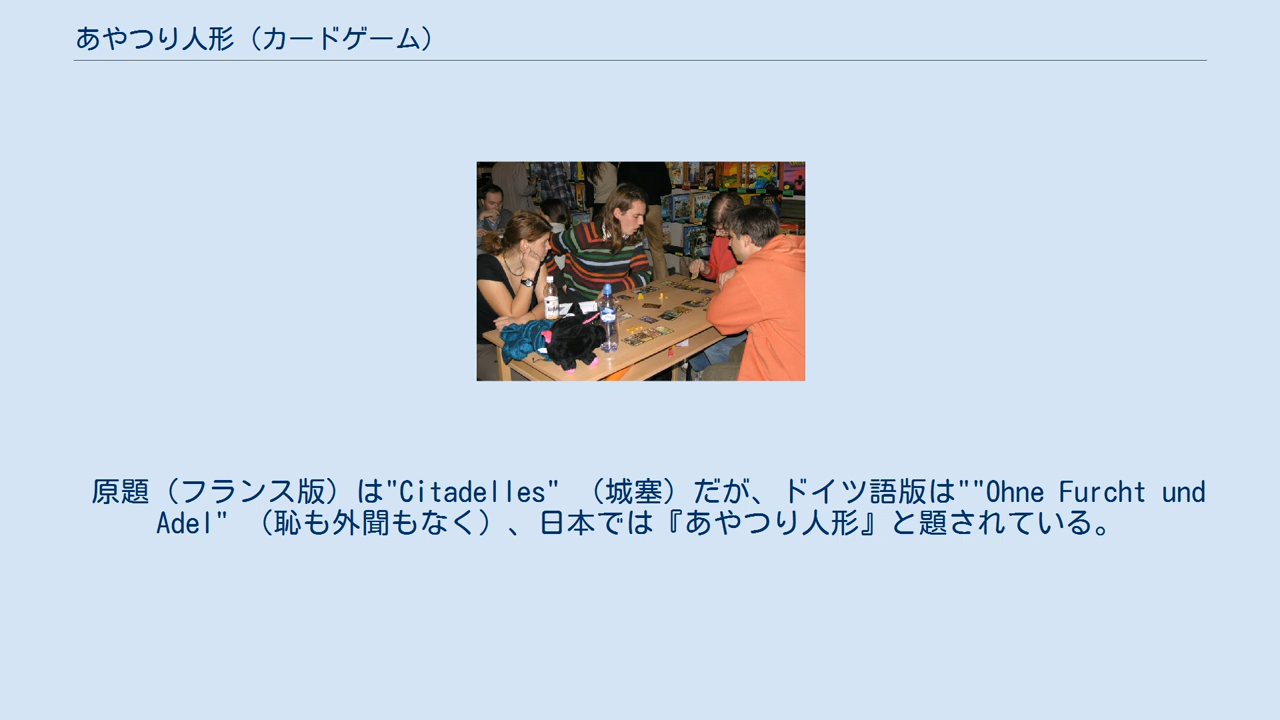 あやつり人形（カードゲーム）
原題（フランス版）は"Citadelles" （城塞）だが、ドイツ語版は""Ohne Furcht und
Adel" （恥も外聞もなく）、日本では『あやつり人形』と題されている。